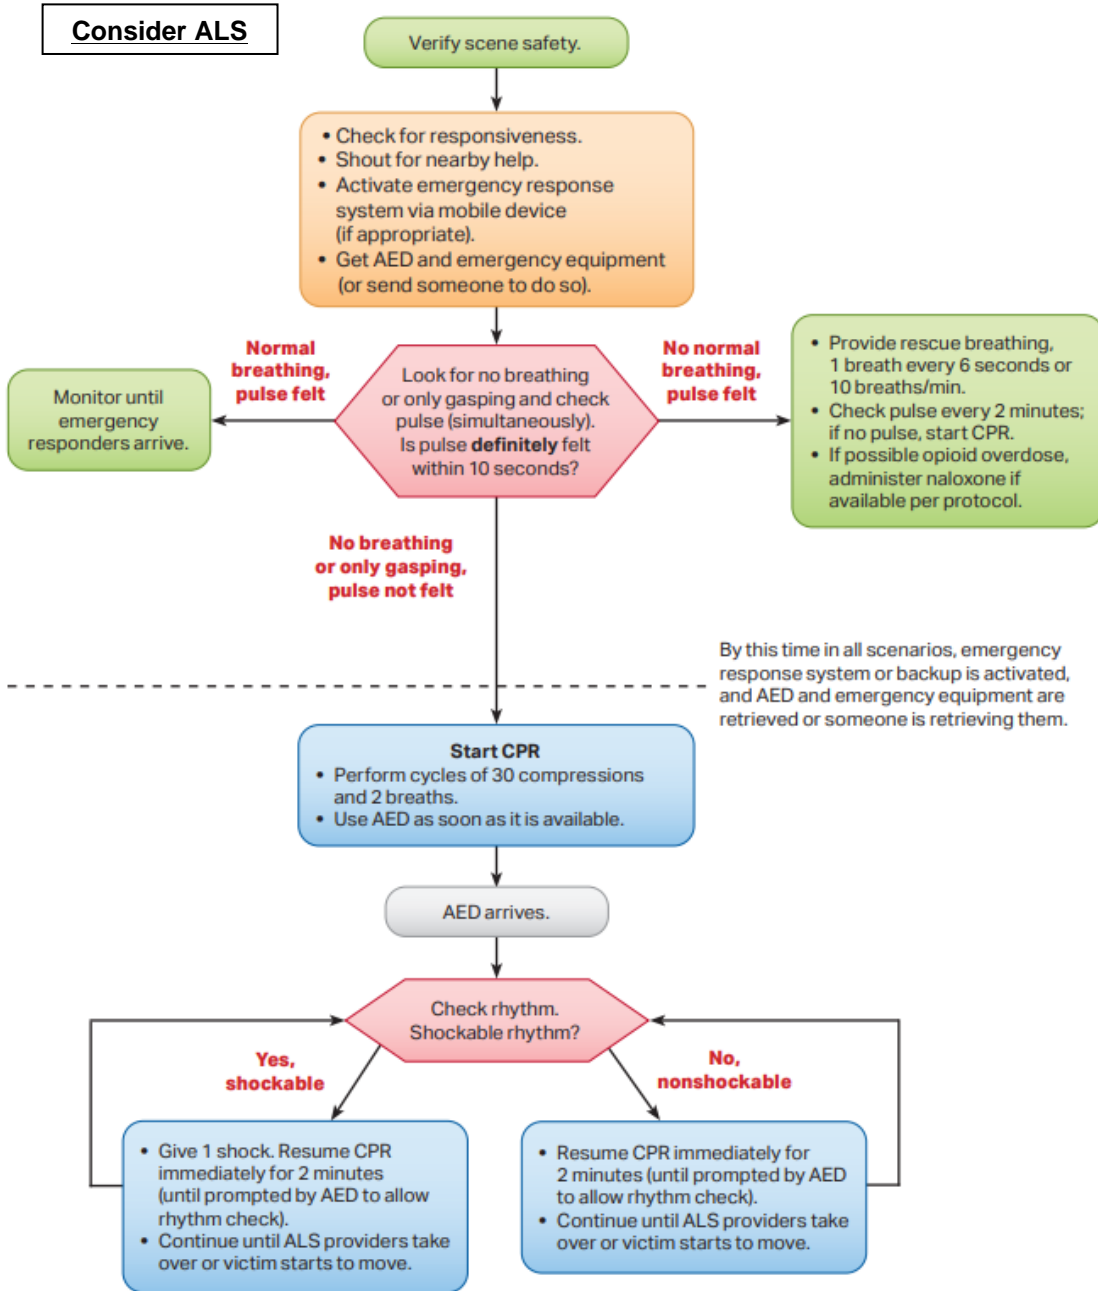 Consider ALS
Verify scene safety.
• Check for responsiveness.
• Shout for nearby help.
• Activate emergency response
system via mobile device
(if appropriate).
• Get AED and emergency equipment
(or send someone to do so).
Normal
breathing,
pulse felt
No normal
breathing,
pulse felt
Look for no breathing
or only gasping and check
pulse (simultaneously).
Is pulse definitely felt
within 10 seconds?
Monitor until
emergency
responders arrive.
• Provide rescue breathing,
1 breath every 6 seconds or
10 breaths/min.
• Check pulse every 2 minutes;
if no pulse, start CPR.
• If possible opioid overdose,
administer naloxone if
available per protocol.
No breathing
or only gasping,
pulse not felt
By this time in all scenarios, emergency
response system or backup is activated,
and AED and emergency equipment are
retrieved or someone is retrieving them.
Start CPR
• Perform cycles of 30 compressions
and 2 breaths.
• Use AED as soon as it is available.
AED arrives.
Check rhythm.
Shockable rhythm?
Yes,
shockable
No,
nonshockable
• Give 1 shock. Resume CPR
immediately for 2 minutes
(until prompted by AED to allow
rhythm check).
• Continue until ALS providers take
over or victim starts to move.
• Resume CPR immediately for
2 minutes (until prompted by AED
to allow rhythm check).
• Continue until ALS providers take
over or victim starts to move.